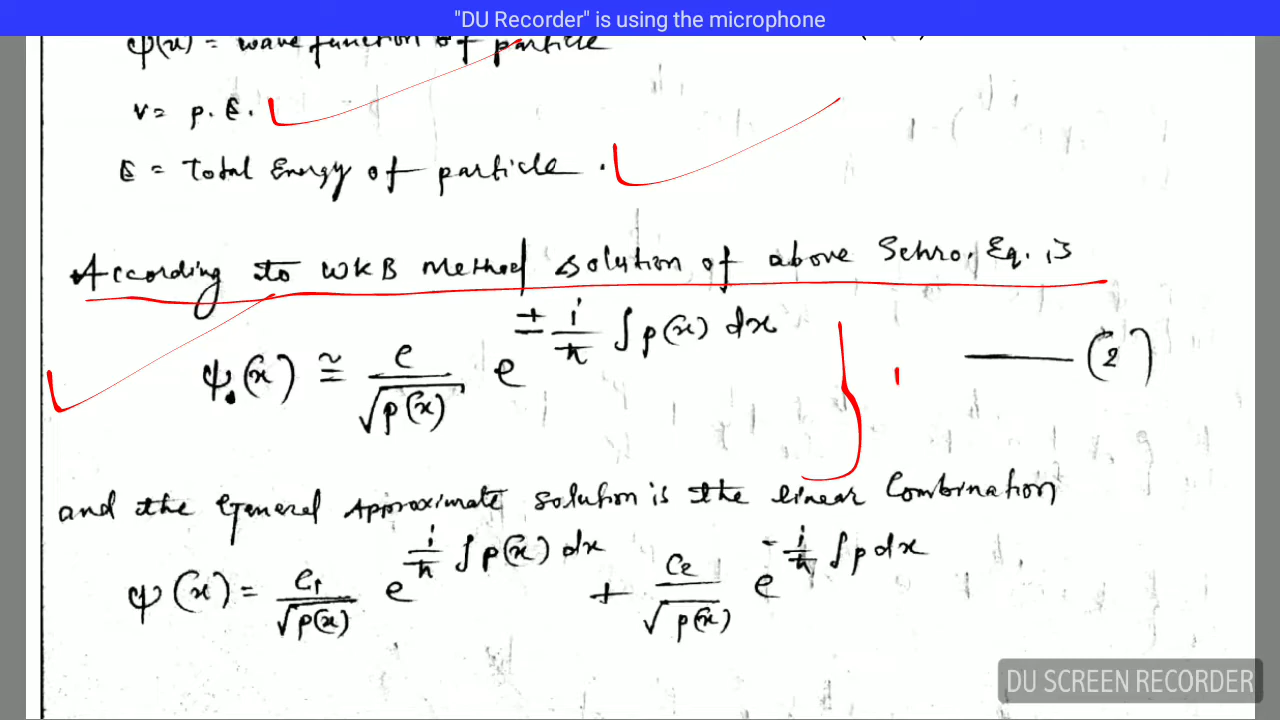 "DU Recorder" is using the microphone
ψ(x) = wave function of particle
V = p. E.
E = Total Energy of particle .
According to WKB Method solution of above Schro. Eq. is
ψ(x) ≅ c/√p(x) e^{± i/ħ ∫p(x) dx} ——— (2)
and the General Approximate solution is the linear Combination
ψ(x) = c₁/√p(x) e^{i/ħ ∫p(x) dx} + c₂/√p(x) e^{-i/ħ ∫p dx}
DU SCREEN RECORDER